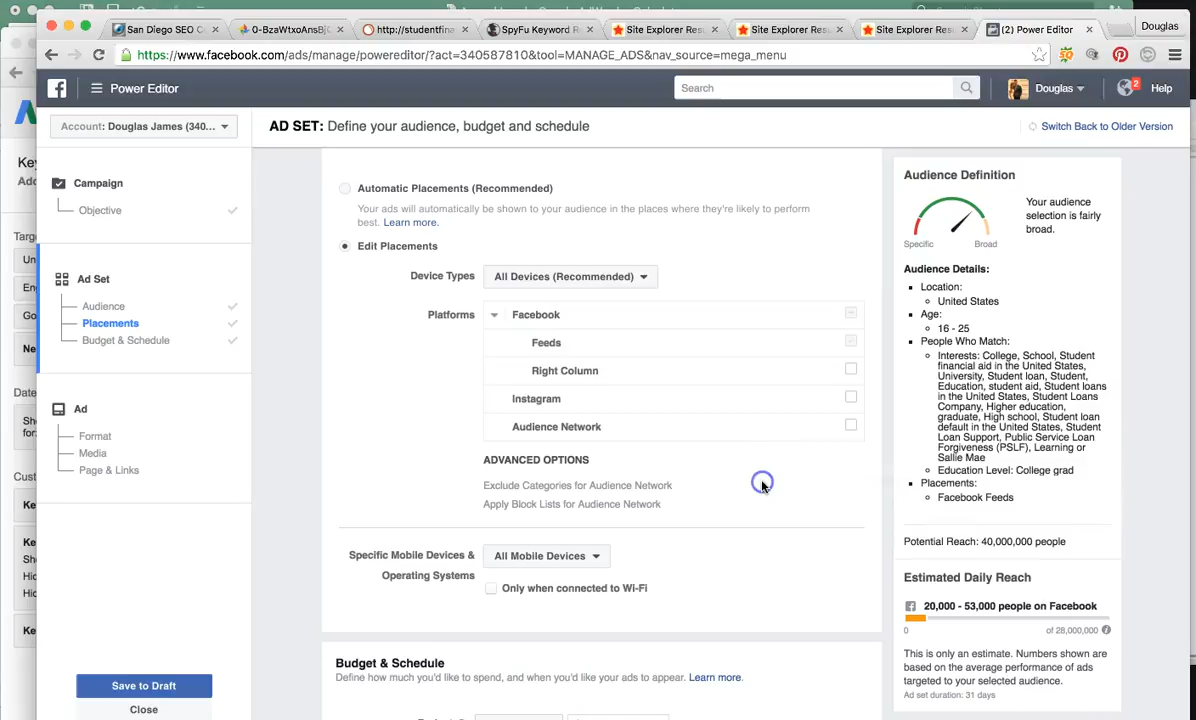 San Diego SEO C
0-BzaWtxoAnsBjC
http://studentfina
SpyFu Keyword R
Site Explorer Resu
Site Explorer Resu
Site Explorer Resu
(2) Power Editor
Douglas
https://www.facebook.com/ads/manage/powereditor/?act=340587810&tool=MANAGE_ADS&nav_source=mega_menu
Power Editor
Search
Douglas
2
Help
Account: Douglas James (340...
AD SET: Define your audience, budget and schedule
Switch Back to Older Version
Campaign
Objective
Ad Set
Audience
Placements
Budget & Schedule
Ad
Format
Media
Page & Links
Save to Draft
Close
Automatic Placements (Recommended)
Your ads will automatically be shown to your audience in the places where they're likely to perform
best. Learn more.
Edit Placements
Device Types
All Devices (Recommended)
Platforms
Facebook
Feeds
Right Column
Instagram
Audience Network
ADVANCED OPTIONS
Exclude Categories for Audience Network
Apply Block Lists for Audience Network
Specific Mobile Devices &
Operating Systems
All Mobile Devices
Only when connected to Wi-Fi
Budget & Schedule
Define how much you'd like to spend, and when you'd like your ads to appear. Learn more.
Audience Definition
Specific
Broad
Your audience
selection is fairly
broad.
Audience Details:
Location:
United States
Age:
16 - 25
People Who Match:
Interests: College, School, Student
financial aid in the United States,
University, Student loan, Student,
Education, student aid, Student loans
in the United States, Student Loans
Company, Higher education,
graduate, High school, Student loan
default in the United States, Student
Loan Support, Public Service Loan
Forgiveness (PSLF), Learning or
Sallie Mae
Education Level: College grad
Placements:
Facebook Feeds
Potential Reach: 40,000,000 people
Estimated Daily Reach
20,000 - 53,000 people on Facebook
0
of 28,000,000
This is only an estimate. Numbers shown are
based on the average performance of ads
targeted to your selected audience.
Ad set duration: 31 days